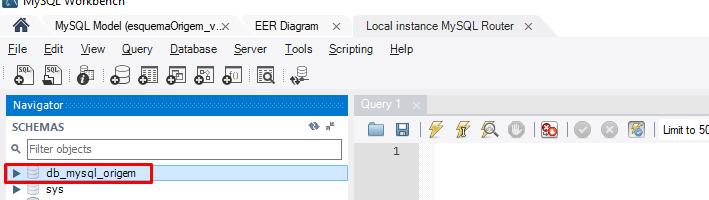 MySQL Workbench
MySQL Model (esquemaOrigem_v... EER Diagram Local instance MySQL Router
File Edit View Query Database Server Tools Scripting Help
Navigator Query 1
SCHEMAS
Filter objects Limit to 50
1
db_mysql_origem
sys